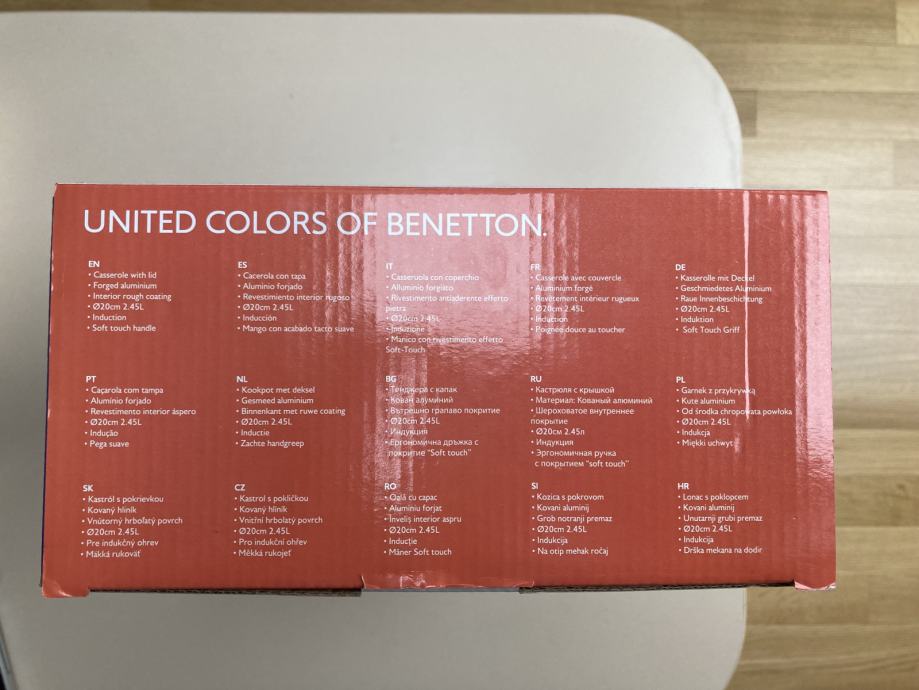 UNITED COLORS OF BENETTON.
EN
• Casserole with lid
• Forged aluminium
• Interior rough coating
• Ø20cm 2.45L
• Induction
• Soft touch handle
ES
• Cacerola con tapa
• Aluminio forjado
• Revestimiento interior rugoso
• Ø20cm 2.45L
• Inducción
• Mango con acabado tacto suave
IT
• Casseruola con coperchio
• Alluminio forgiato
• Rivestimento antiaderente effetto
pietra
• Ø20cm 2.45L
• Induzione
• Manico con rivestimento effetto
Soft-Touch
FR
• Casserole avec couvercle
• Aluminium forgé
• Revêtement intérieur rugueux
• Ø20cm 2.45L
• Induction
• Poignée douce au toucher
DE
• Kasserolle mit Deckel
• Geschmiedetes Aluminium
• Raue Innenbeschichtung
• Ø20cm 2.45L
• Induktion
• Soft Touch Griff
PT
• Caçarola com tampa
• Alumínio forjado
• Revestimento interior áspero
• Ø20cm 2.45L
• Indução
• Pega suave
NL
• Kookpot met deksel
• Gesmeed aluminium
• Binnenkant met ruwe coating
• Ø20cm 2.45L
• Inductie
• Zachte handgreep
BG
• Тенджера с капак
• Кован алуминий
• Вътрешно грапаво покритие
• Ø20cm 2.45L
• Индукция
• Ергономична дръжка с
покритие "Soft touch"
RU
• Кастрюля с крышкой
• Материал: Кованый алюминий
• Шероховатое внутреннее
покрытие
• Ø20см 2.45л
• Индукция
• Эргономичная ручка
с покрытием "soft touch"
PL
• Garnek z przykrywką
• Kute aluminium
• Od środka chropowata powłoka
• Ø20cm 2.45L
• Indukcja
• Miękki uchwyt
SK
• Kastról s pokrievkou
• Kovaný hliník
• Vnútorný hrboľatý povrch
• Ø20cm 2.45L
• Pre indukčný ohrev
• Mäkká rukoväť
CZ
• Kastrol s pokličkou
• Kovaný hliník
• Vnitřní hrbolatý povrch
• Ø20cm 2.45L
• Pro indukční ohřev
• Měkká rukojeť
RO
• Oală cu capac
• Aluminiu forjat
• Înveliș interior aspru
• Ø20cm 2.45L
• Inducție
• Mâner Soft touch
SI
• Kozica s pokrovom
• Kovani aluminij
• Grob notranji premaz
• Ø20cm 2.45L
• Indukcija
• Na otip mehak ročaj
HR
• Lonac s poklopcem
• Kovani aluminij
• Unutarnji grubi premaz
• Ø20cm 2.45L
• Indukcija
• Drška mekana na dodir